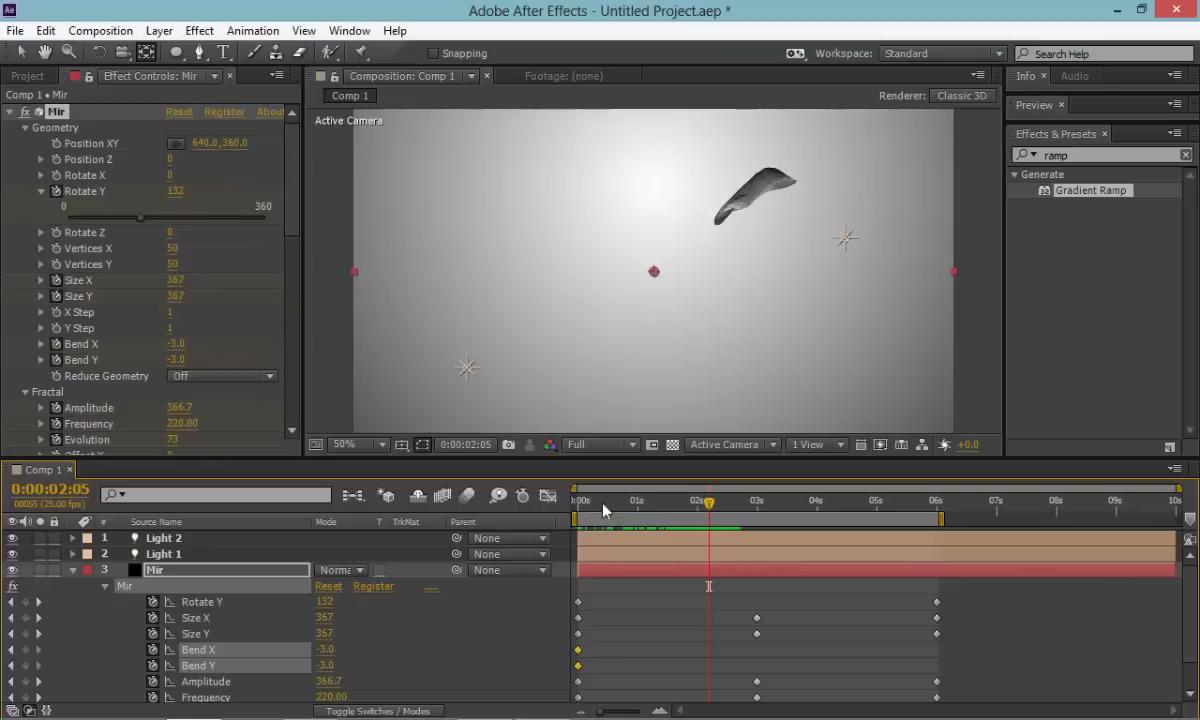 Ae Adobe After Effects - Untitled Project.aep *
File Edit Composition Layer Effect Animation View Window Help
Snapping Workspace: Standard Search Help
Project Effect Controls: Mir Composition: Comp 1 Footage: (none) Info Audio
Comp 1 • Mir
Comp 1 Renderer: Classic 3D
Preview
fx Mir Reset Register About
Active Camera
Geometry
Effects & Presets
Position XY 640.0,360.0
ramp
Position Z 0
Rotate X 0
Generate
Rotate Y 132
32 Gradient Ramp
0 360
Rotate Z 0
Vertices X 50
Vertices Y 50
Size X 367
Size Y 367
X Step 1
Y Step 1
Bend X -3.0
Bend Y -3.0
Reduce Geometry Off
Fractal
Amplitude 366.7
Frequency 220.00
Evolution 73
50% 0:00:02:05 Full Active Camera 1 View +0.0
Comp 1
0:00:02:05
00055 (25.00 fps)
:00s 01s 02s 03s 04s 05s 06s 07s 08s 09s 10s
# Source Name Mode T TrkMat Parent
1 Light 2 None
2 Light 1 None
3 Mir Norma None
fx Mir Reset Register .....
Rotate Y 132
Size X 367
Size Y 367
Bend X -3.0
Bend Y -3.0
Amplitude 366.7
Frequency 220.00
Toggle Switches / Modes